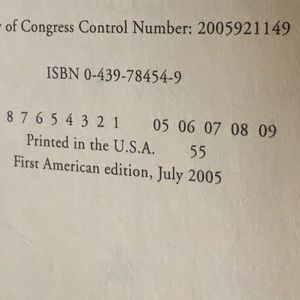 of Congress Control Number: 2005921149
ISBN 0-439-78454-9
8 7 6 5 4 3 2 1 05 06 07 08 09
Printed in the U.S.A. 55
First American edition, July 2005